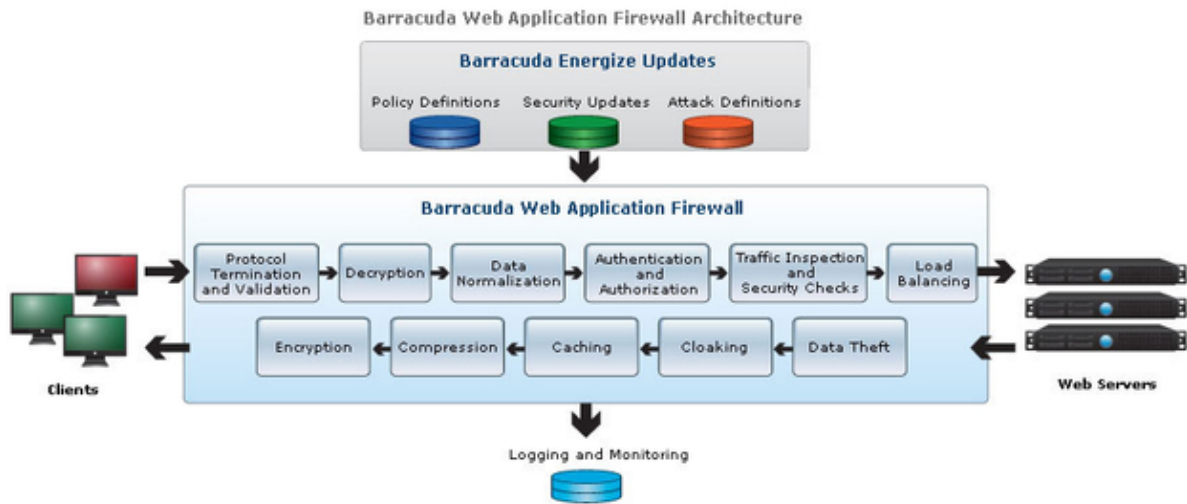 Barracuda Web Application Firewall Architecture
Barracuda Energize Updates
Policy Definitions
Security Updates
Attack Definitions
Barracuda Web Application Firewall
Protocol
Termination
and Validation
Decryption
Data
Normalization
Authentication
and
Authorization
Traffic Inspection
and
Security Checks
Load
Balancing
Encryption
Compression
Caching
Cloaking
Data Theft
Clients
Web Servers
Logging and Monitoring